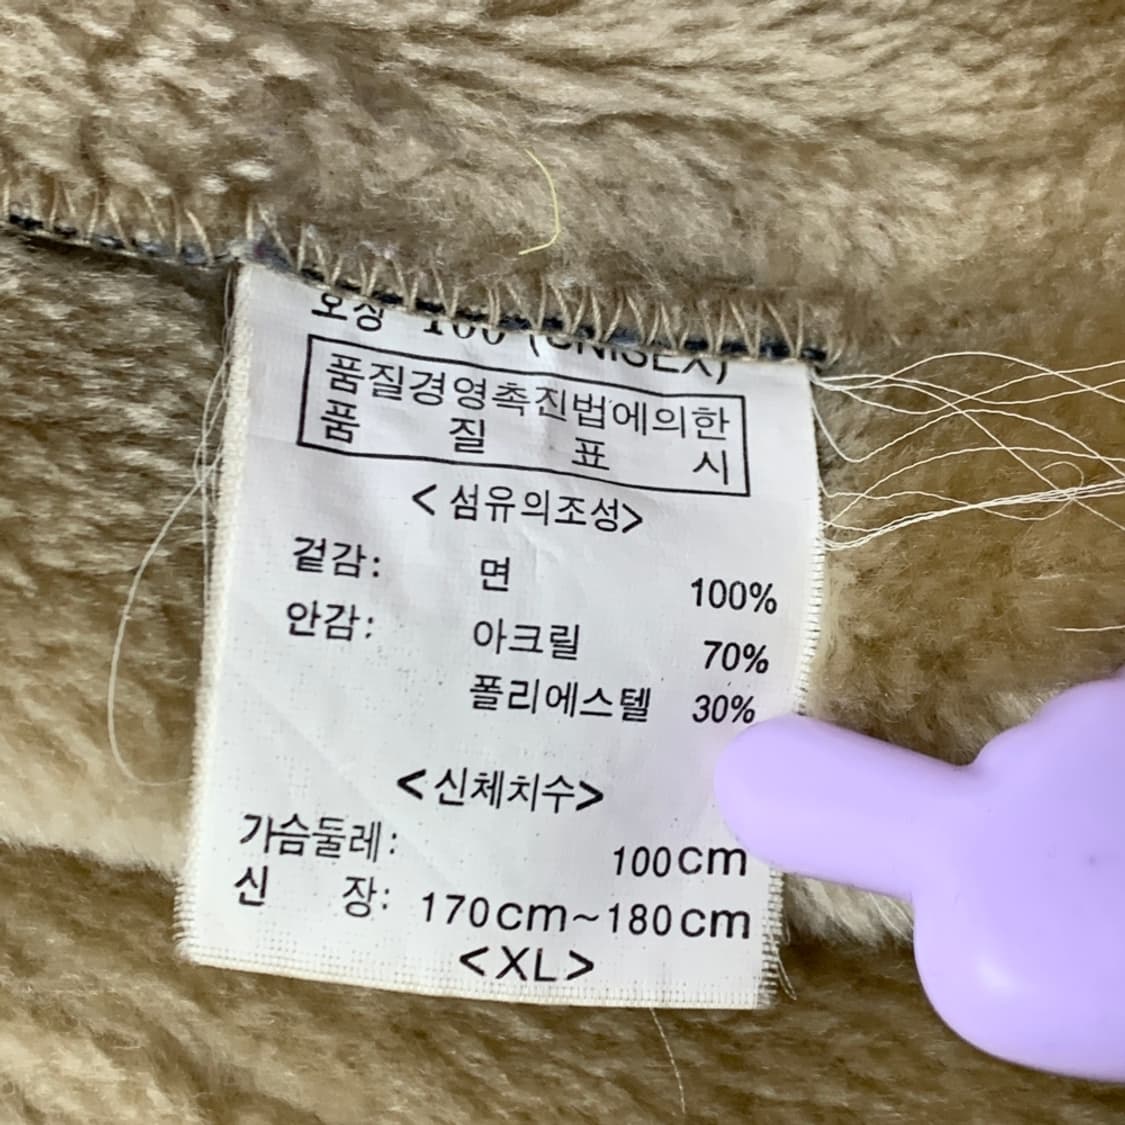 100 (UNISEX)
품질경영촉진법에의한
품 질 표 시
<섬유의조성>
겉감: 면 100%
안감: 아크릴 70%
폴리에스텔 30%
<신체치수>
가슴둘레: 100cm
신 장: 170cm~180cm
<XL>